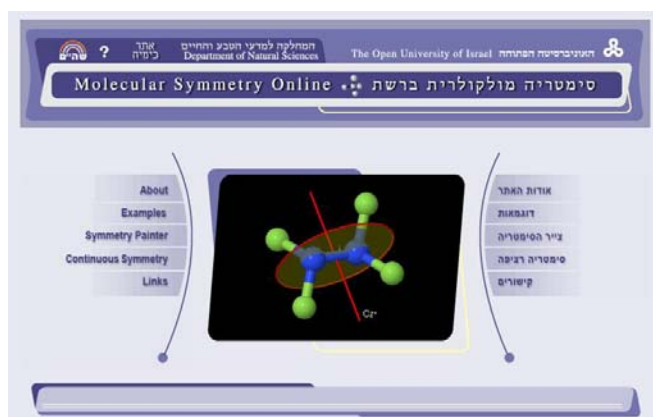 שה"ם
?
אתר
כימיה
המחלקה למדעי הטבע והחיים
Department of Natural Sciences
The Open University of Israel האוניברסיטה הפתוחה
Molecular Symmetry Online סימטריה מולקולרית ברשת
About
Examples
Symmetry Painter
Continuous Symmetry
Links
אודות האתר
דוגמאות
צייר הסימטריה
סימטריה רציפה
קישורים